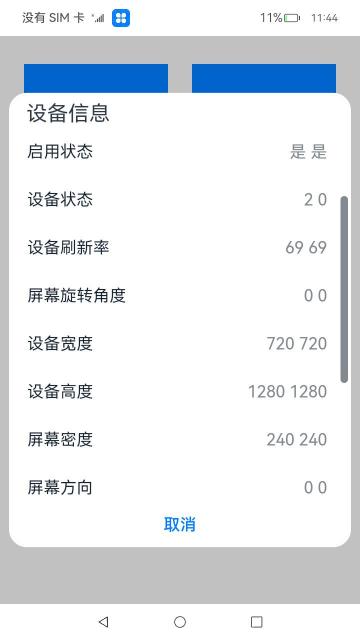 没有 SIM 卡 11% 11:44
设备信息
启用状态 是 是
设备状态 2 0
设备刷新率 69 69
屏幕旋转角度 0 0
设备宽度 720 720
设备高度 1280 1280
屏幕密度 240 240
屏幕方向 0 0
取消